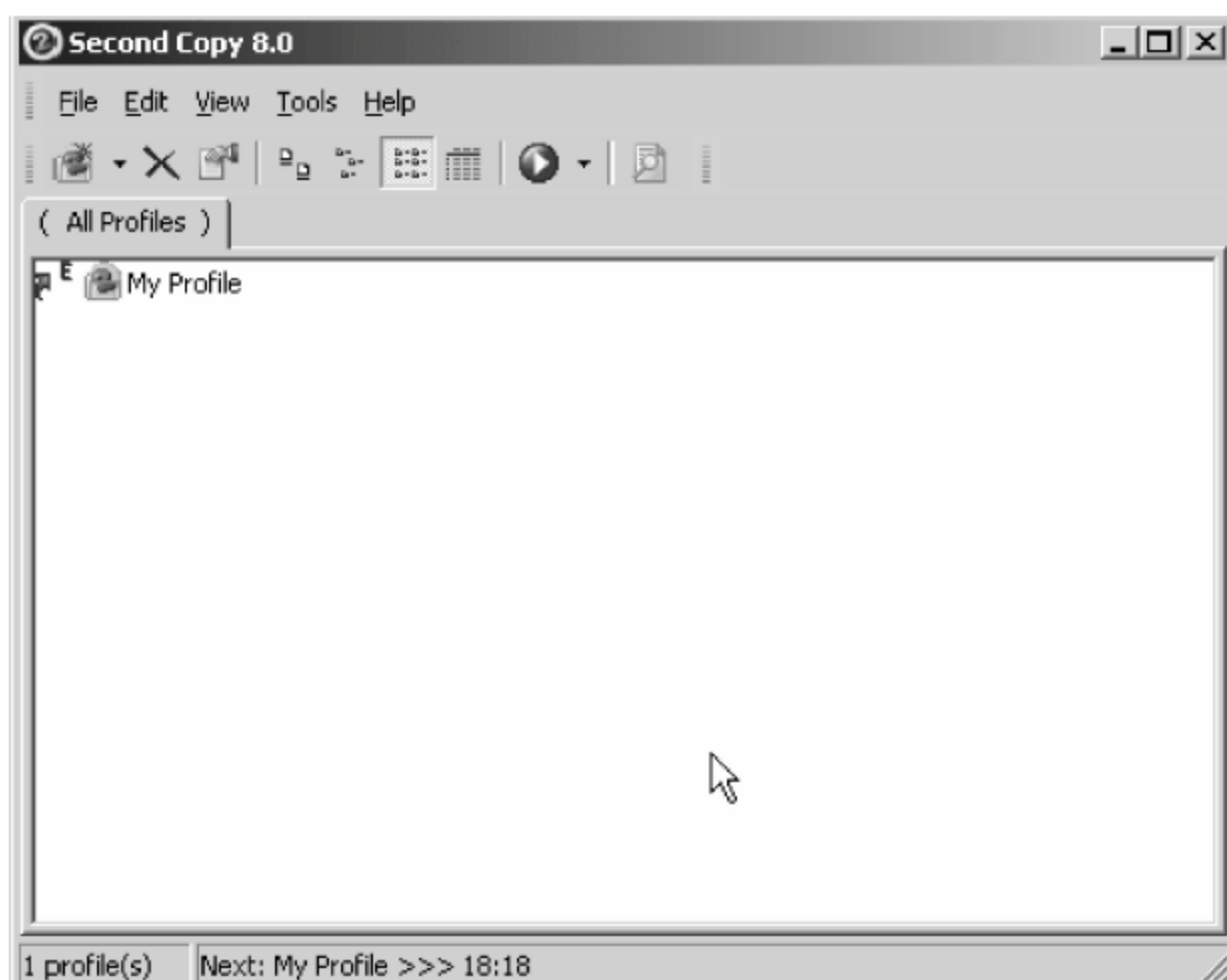 Second Copy 8.0
File Edit View Tools Help
( All Profiles )
E My Profile
1 profile(s) Next: My Profile >>> 18:18